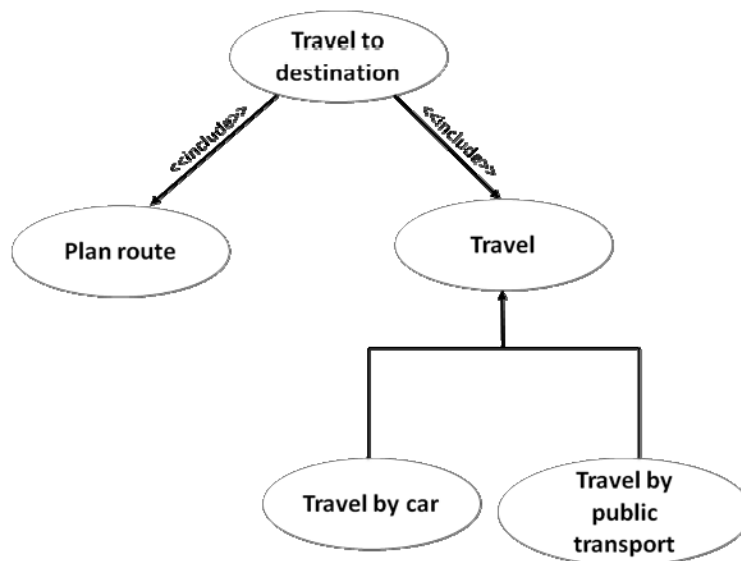 Travel to
destination
<<include>>
<<include>>
Plan route
Travel
Travel by car
Travel by
public
transport